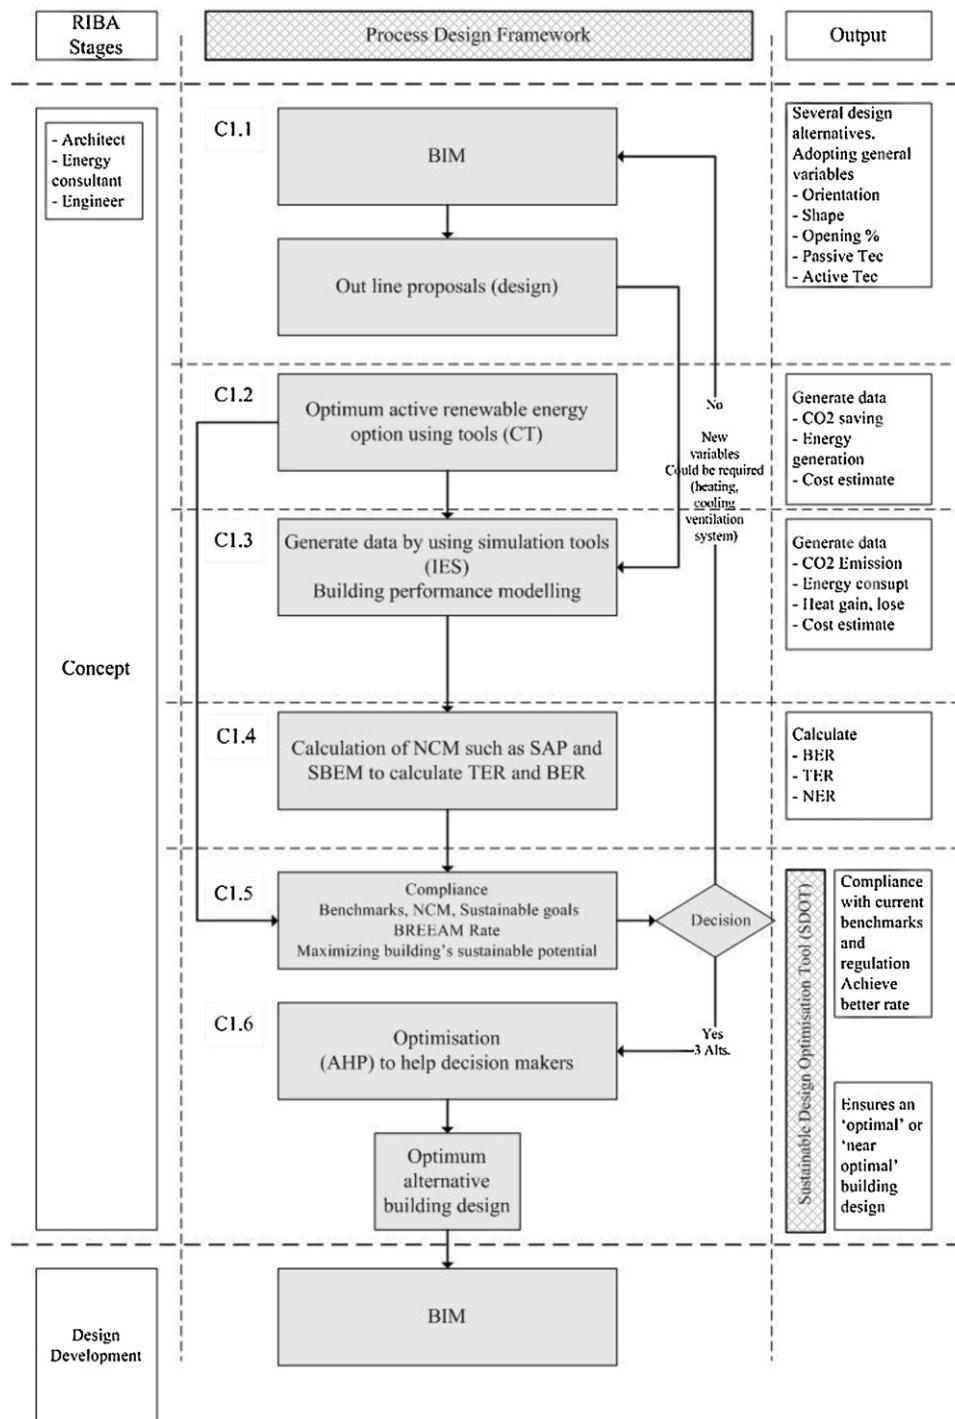 RIBA
Stages
Process Design Framework
Output
- Architect
- Energy
consultant
- Engineer
Concept
C1.1
BIM
Out line proposals (design)
Several design
alternatives.
Adopting general
variables
- Orientation
- Shape
- Opening %
- Passive Tec
- Active Tec
C1.2
Optimum active renewable energy
option using tools (CT)
No
New
variables
Could be required
(heating,
cooling
ventilation
system)
Generate data
- CO2 saving
- Energy
generation
- Cost estimate
C1.3
Generate data by using simulation tools
(IES)
Building performance modelling
Generate data
- CO2 Emission
- Energy consupt
- Heat gain, lose
- Cost estimate
C1.4
Calculation of NCM such as SAP and
SBEM to calculate TER and BER
Calculate
- BER
- TER
- NER
C1.5
Compliance
Benchmarks, NCM, Sustainable goals
BREEAM Rate
Maximizing building's sustainable potential
Decision
Sustainable Design Optimisation Tool (SDOT)
Compliance
with current
benchmarks
and
regulation
Achieve
better rate
C1.6
Optimisation
(AHP) to help decision makers
Yes
3 Alts.
Optimum
alternative
building design
Ensures an
'optimal' or
'near
optimal'
building
design
Design
Development
BIM